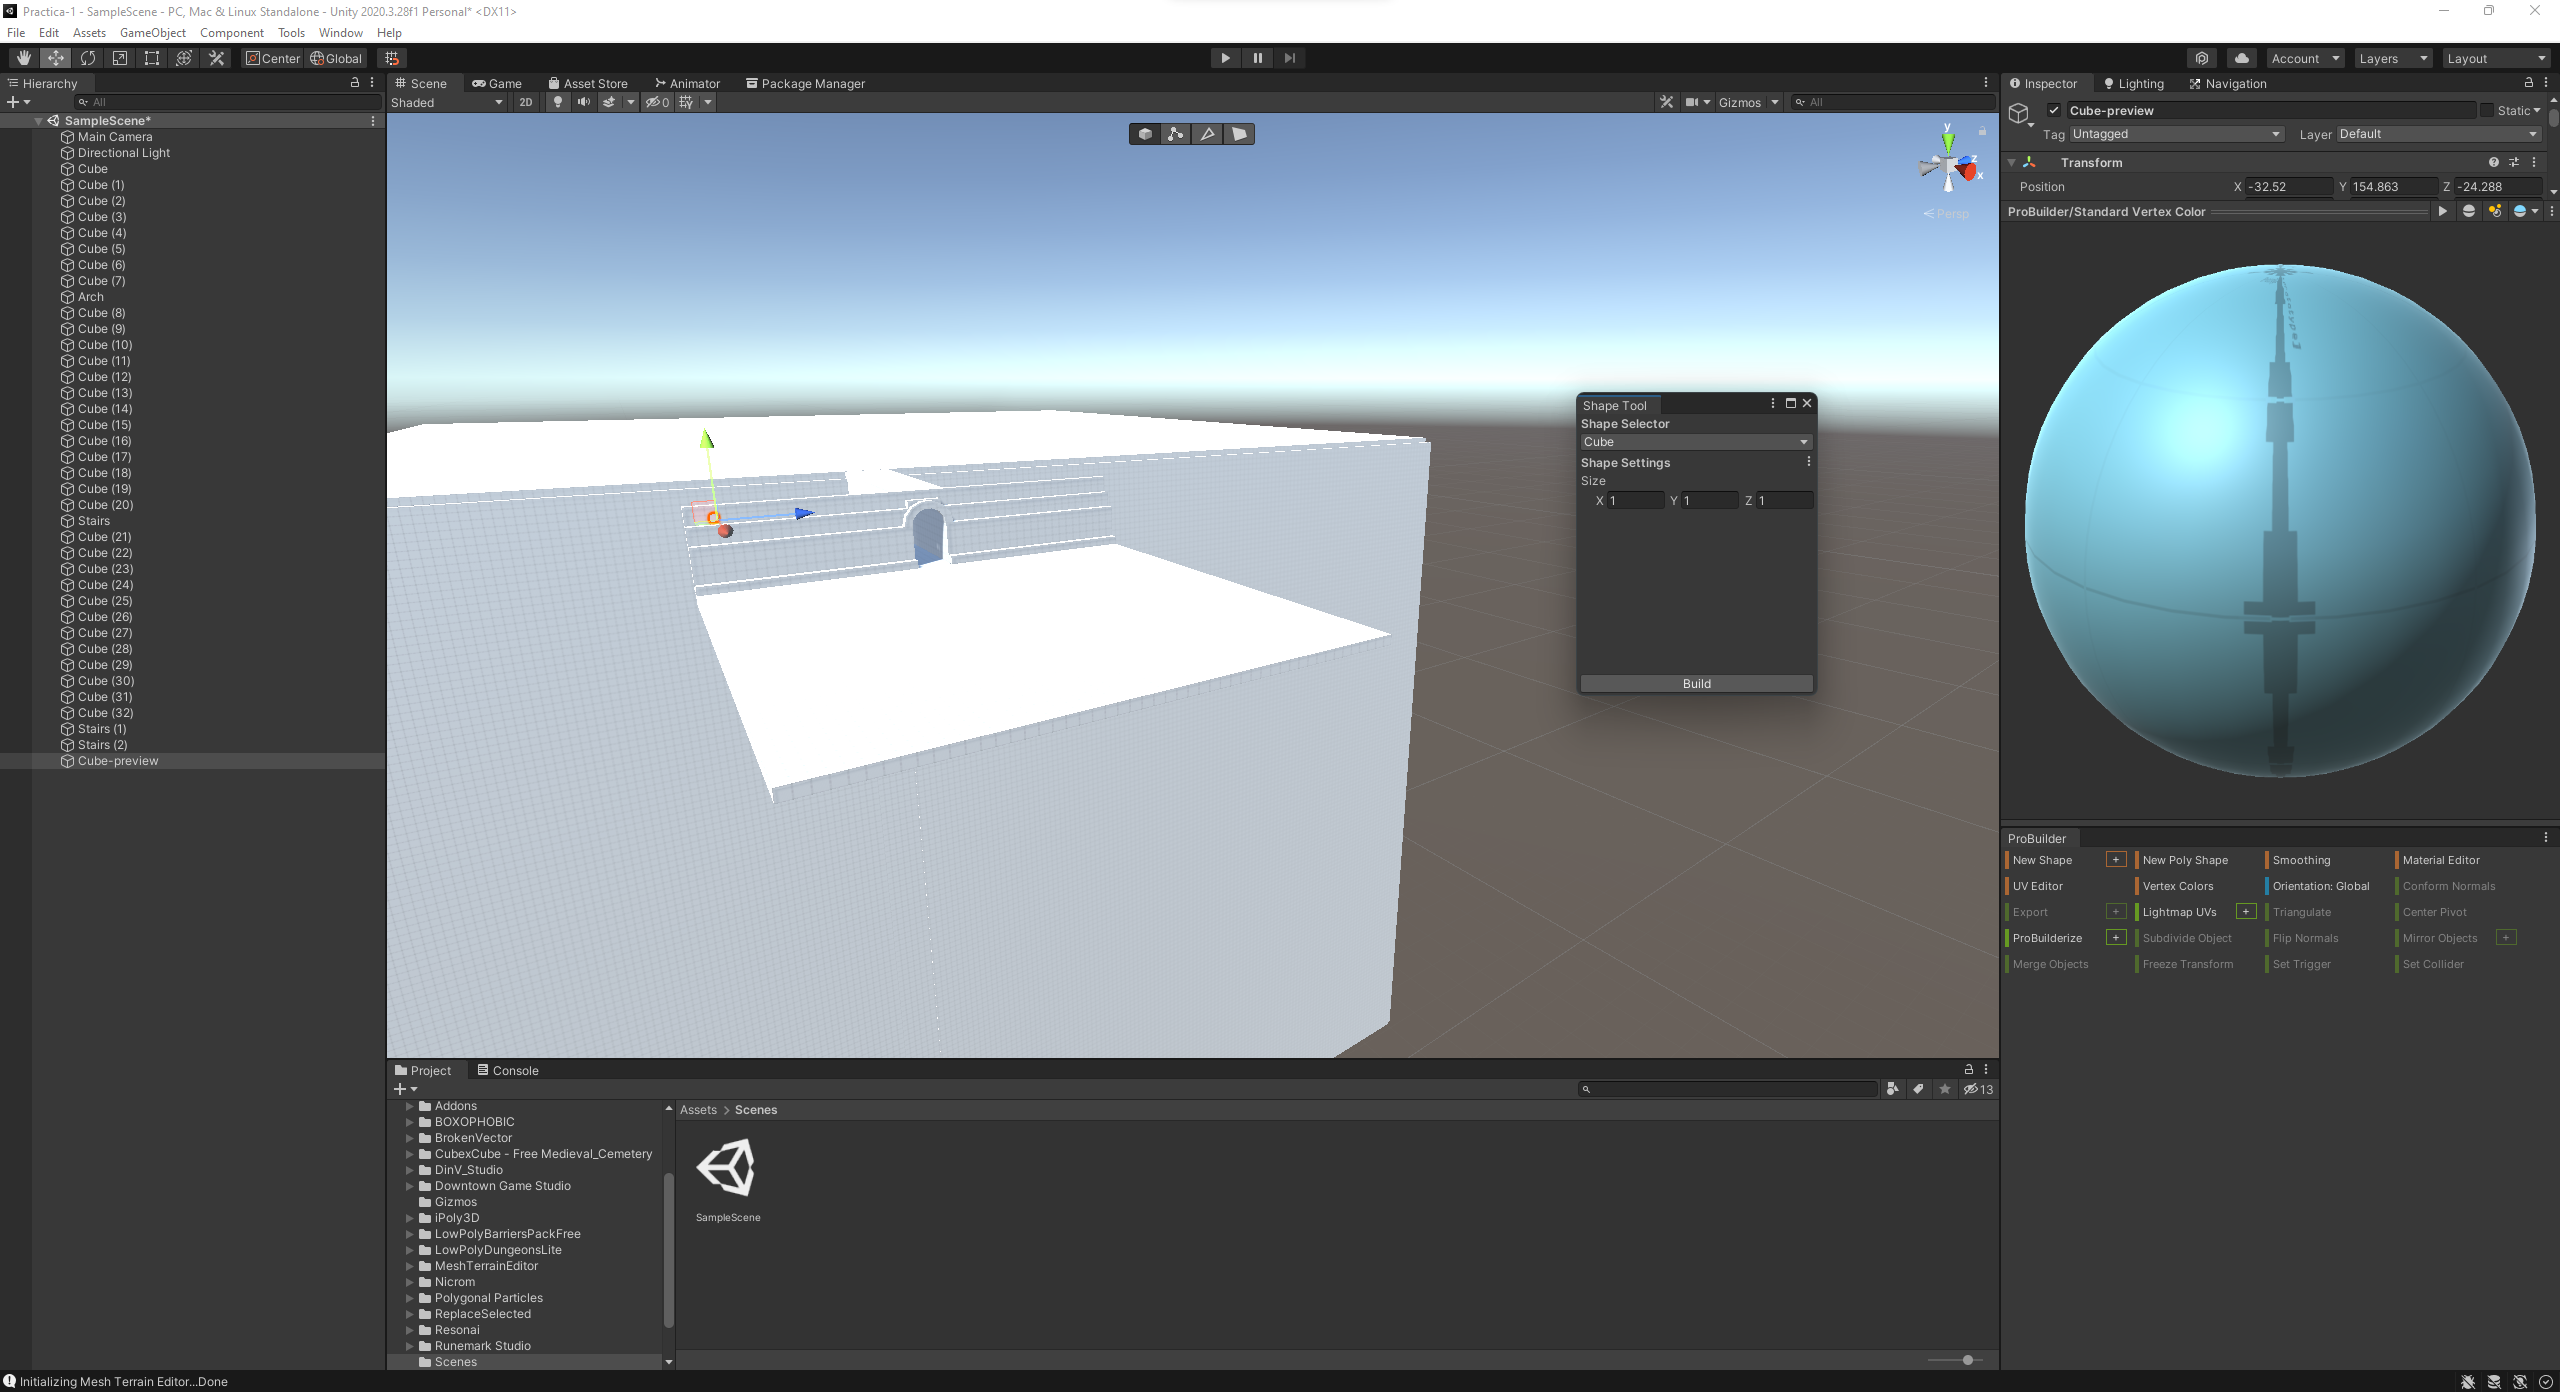 Practica-1 - SampleScene - PC, Mac & Linux Standalone - Unity 2020.3.28f1 Personal* <DX11>
File Edit Assets GameObject Component Tools Window Help
Center Global Account Layers Layout
Hierarchy
All
SampleScene*
Main Camera
Directional Light
Cube
Cube (1)
Cube (2)
Cube (3)
Cube (4)
Cube (5)
Cube (6)
Cube (7)
Arch
Cube (8)
Cube (9)
Cube (10)
Cube (11)
Cube (12)
Cube (13)
Cube (14)
Cube (15)
Cube (16)
Cube (17)
Cube (18)
Cube (19)
Cube (20)
Stairs
Cube (21)
Cube (22)
Cube (23)
Cube (24)
Cube (25)
Cube (26)
Cube (27)
Cube (28)
Cube (29)
Cube (30)
Cube (31)
Cube (32)
Stairs (1)
Stairs (2)
Cube-preview
Scene Game Asset Store Animator Package Manager
Shaded 2D 0 Gizmos All
y
z
x
Persp
Shape Tool
Shape Selector
Cube
Shape Settings
Size
X 1 Y 1 Z 1
Build
Inspector Lighting Navigation
Cube-preview Static
Tag Untagged Layer Default
Transform
Position X -32.52 Y 154.863 Z -24.288
ProBuilder/Standard Vertex Color
ProBuilder
New Shape + New Poly Shape Smoothing Material Editor
UV Editor Vertex Colors Orientation: Global Conform Normals
Export + Lightmap UVs + Triangulate Center Pivot
ProBuilderize + Subdivide Object Flip Normals Mirror Objects +
Merge Objects Freeze Transform Set Trigger Set Collider
Project Console
13
Addons
BOXOPHOBIC
BrokenVector
CubexCube - Free Medieval_Cemetery
DinV_Studio
Downtown Game Studio
Gizmos
iPoly3D
LowPolyBarriersPackFree
LowPolyDungeonsLite
MeshTerrainEditor
Nicrom
Polygonal Particles
ReplaceSelected
Resonai
Runemark Studio
Scenes
Assets > Scenes
SampleScene
Initializing Mesh Terrain Editor...Done